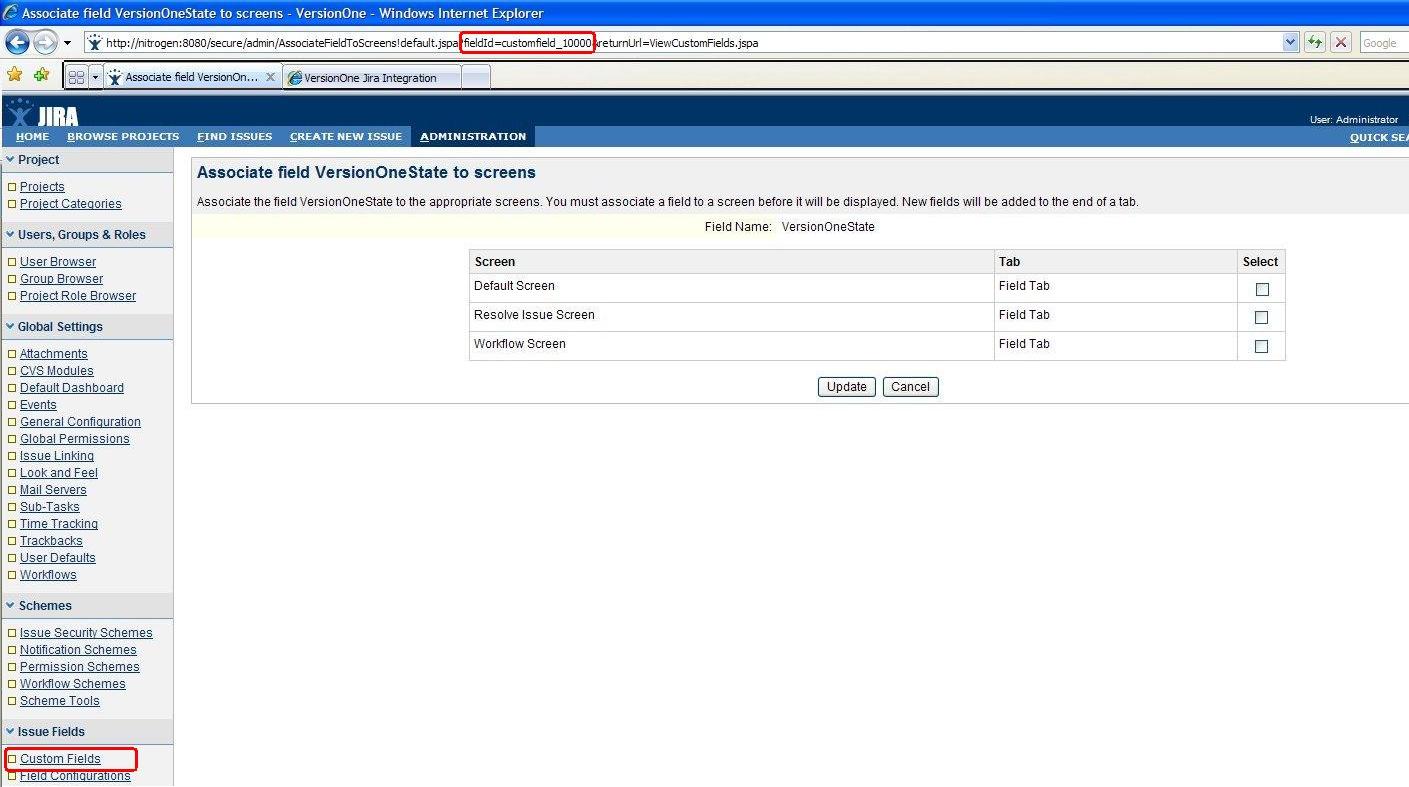 Associate field VersionOneState to screens - VersionOne - Windows Internet Explorer
http://nitrogen:8080/secure/admin/AssociateFieldToScreens!default.jspa?fieldId=customfield_10000&returnUrl=ViewCustomFields.jspa
Google
Associate field VersionOn...
VersionOne Jira Integration
JIRA
User: Administrator
HOME BROWSE PROJECTS FIND ISSUES CREATE NEW ISSUE ADMINISTRATION
QUICK SEA
Project
Projects
Project Categories
Users, Groups & Roles
User Browser
Group Browser
Project Role Browser
Global Settings
Attachments
CVS Modules
Default Dashboard
Events
General Configuration
Global Permissions
Issue Linking
Look and Feel
Mail Servers
Sub-Tasks
Time Tracking
Trackbacks
User Defaults
Workflows
Schemes
Issue Security Schemes
Notification Schemes
Permission Schemes
Workflow Schemes
Scheme Tools
Issue Fields
Custom Fields
Field Configurations
Associate field VersionOneState to screens
Associate the field VersionOneState to the appropriate screens. You must associate a field to a screen before it will be displayed. New fields will be added to the end of a tab.
Field Name: VersionOneState
Screen Tab Select
Default Screen Field Tab
Resolve Issue Screen Field Tab
Workflow Screen Field Tab
Update Cancel